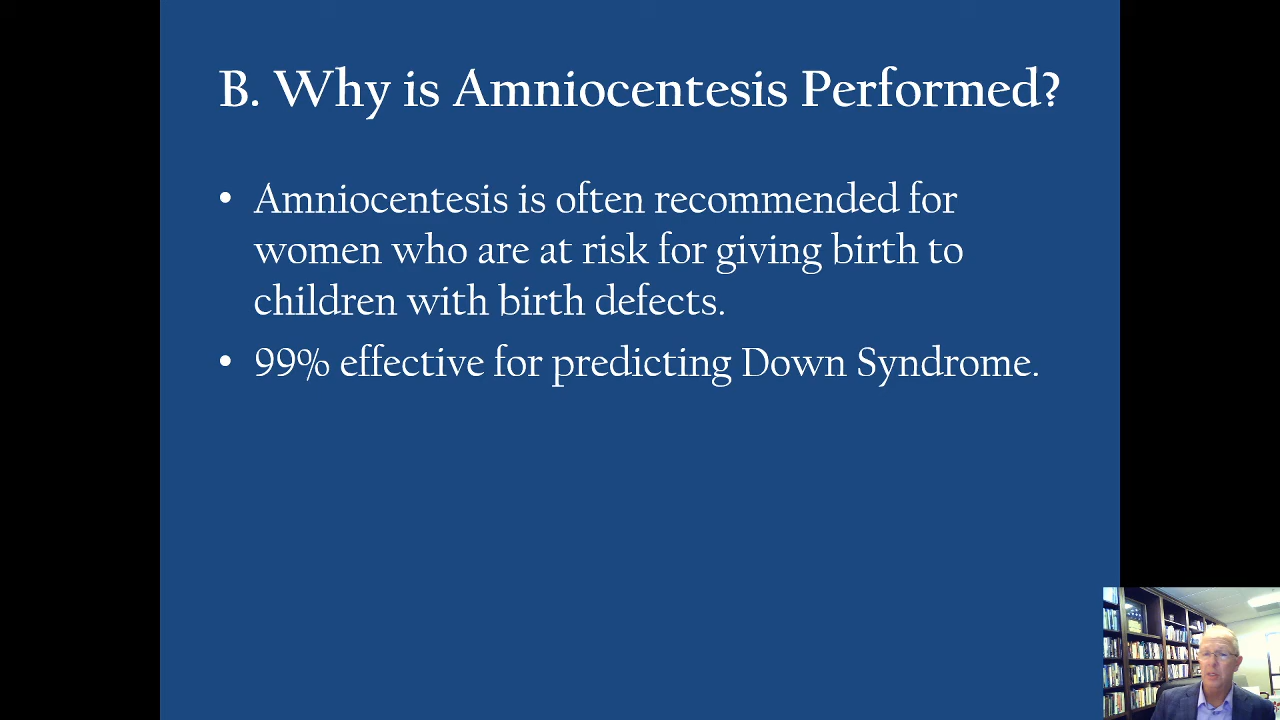 B. Why is Amniocentesis Performed?
• Amniocentesis is often recommended for
women who are at risk for giving birth to
children with birth defects.
• 99% effective for predicting Down Syndrome.